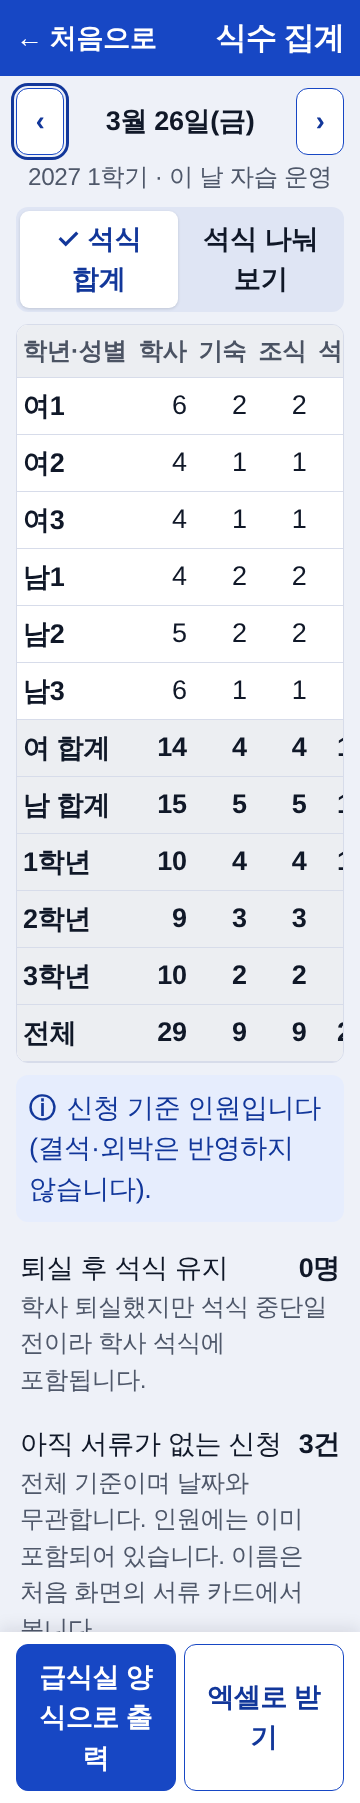 ← 처음으로 식수 집계
‹ 3월 26일(금) ›
2027 1학기 · 이 날 자습 운영
✓ 석식
합계
석식 나눠
보기
학년·성별 학사 기숙 조식 석
여1 6 2 2
여2 4 1 1
여3 4 1 1
남1 4 2 2
남2 5 2 2
남3 6 1 1
여 합계 14 4 4
남 합계 15 5 5
1학년 10 4 4
2학년 9 3 3
3학년 10 2 2
전체 29 9 9
ⓘ 신청 기준 인원입니다
(결석·외박은 반영하지
않습니다).
퇴실 후 석식 유지 0명
학사 퇴실했지만 석식 중단일
전이라 학사 석식에
포함됩니다.
아직 서류가 없는 신청 3건
전체 기준이며 날짜와
무관합니다. 인원에는 이미
포함되어 있습니다. 이름은
처음 화면의 서류 카드에서
봅니다
급식실 양
식으로 출
력
엑셀로 받
기